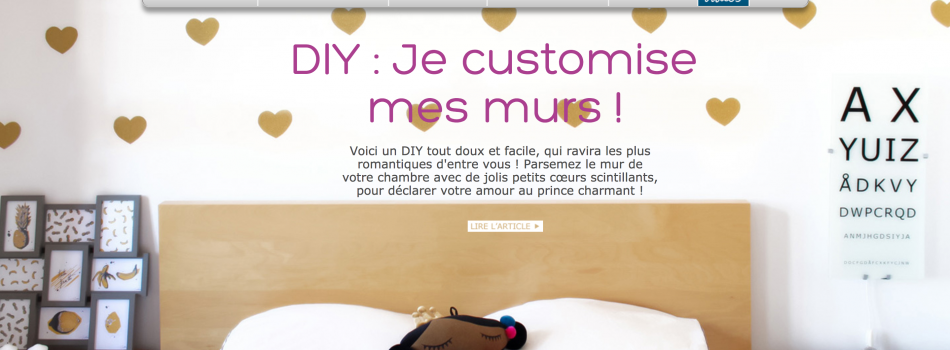 DIY : Je customise
mes murs !
Voici un DIY tout doux et facile, qui ravira les plus
romantiques d'entre vous ! Parsemez le mur de
votre chambre avec de jolis petits cœurs scintillants,
pour déclarer votre amour au prince charmant !
LIRE L'ARTICLE ►
A X
YUIZ
ÅDKVY
DWPCRQD
ANMJHGDSIYJA